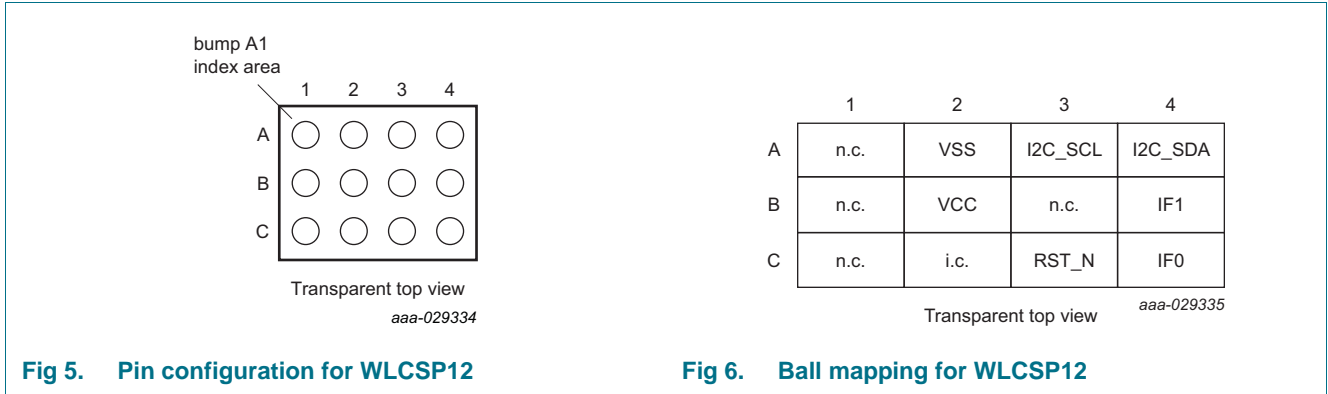 bump A1
index area
1 2 3 4
A
B
C
Transparent top view
aaa-029334
Fig 5. Pin configuration for WLCSP12
1 2 3 4
A n.c. VSS I2C_SCL I2C_SDA
B n.c. VCC n.c. IF1
C n.c. i.c. RST_N IF0
Transparent top view
aaa-029335
Fig 6. Ball mapping for WLCSP12